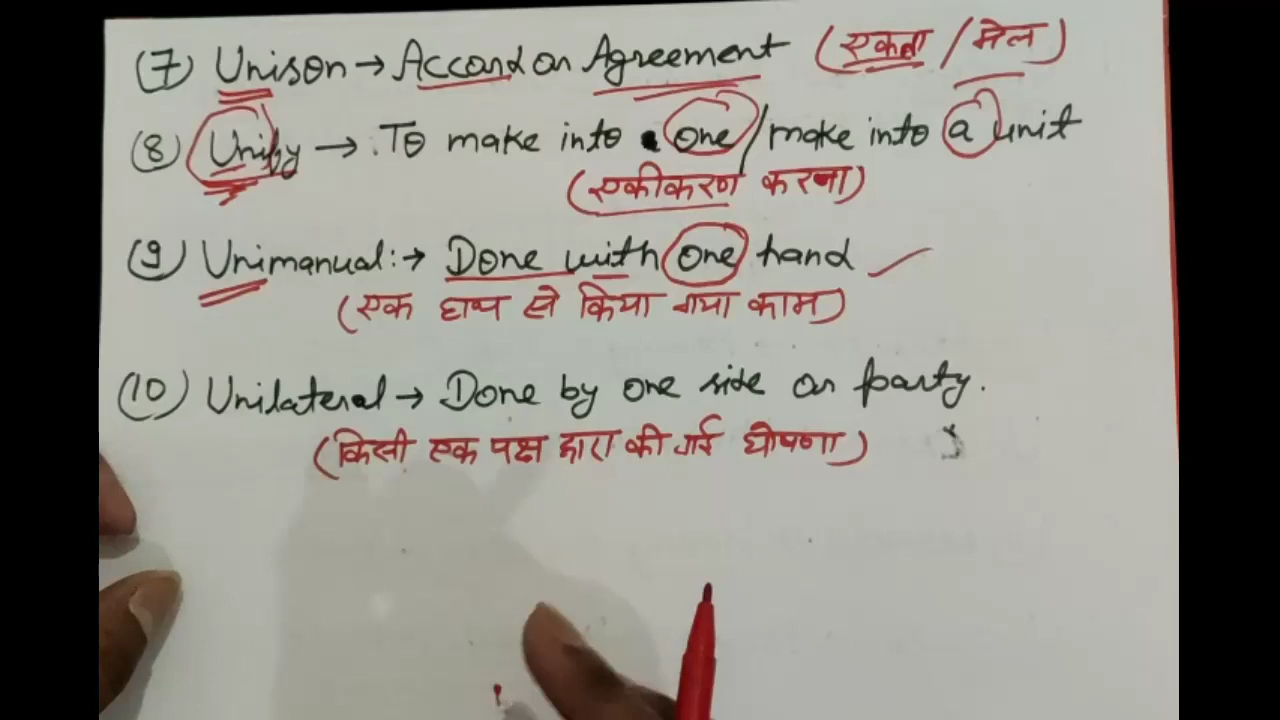 (7) Unison → Accord or Agreement (एकता / मेल)
(8) Unify → To make into one / make into a unit
(एकीकरण करना)
(9) Unimanual :→ Done with one hand
(एक हाथ से किया गया काम)
(10) Unilateral → Done by one side or party.
(किसी एक पक्ष द्वारा की गई घोषणा)